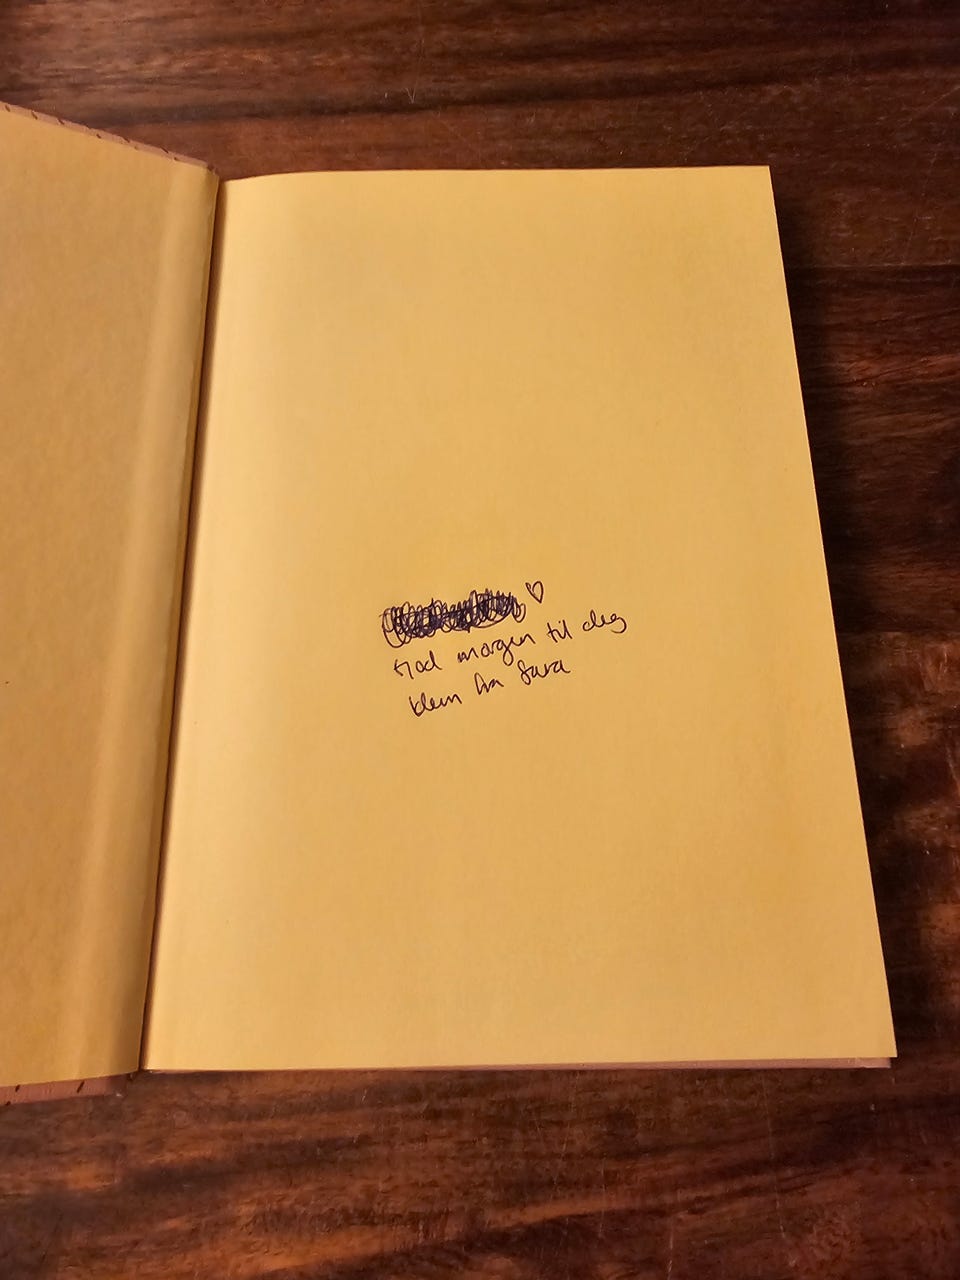 ♡
God morgen til deg
klem fra Sara